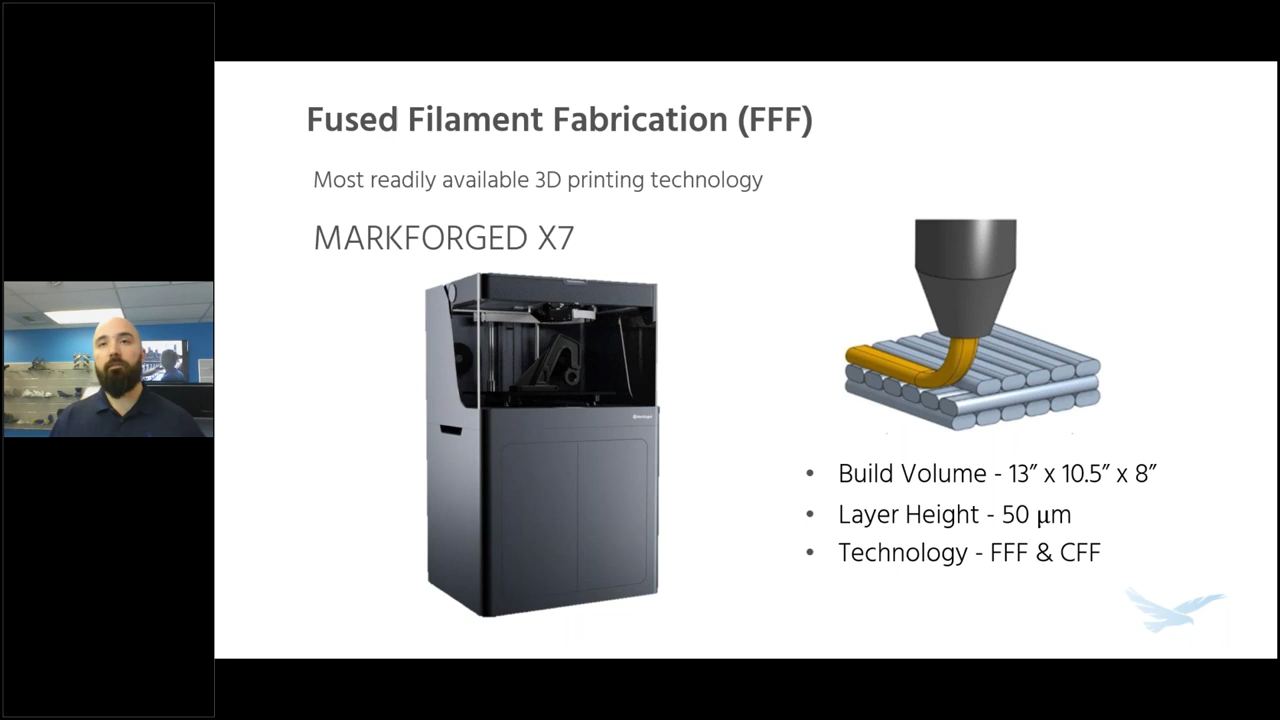 Fused Filament Fabrication (FFF)
Most readily available 3D printing technology
MARKFORGED X7
• Build Volume - 13” x 10.5” x 8”
• Layer Height - 50 μm
• Technology - FFF & CFF